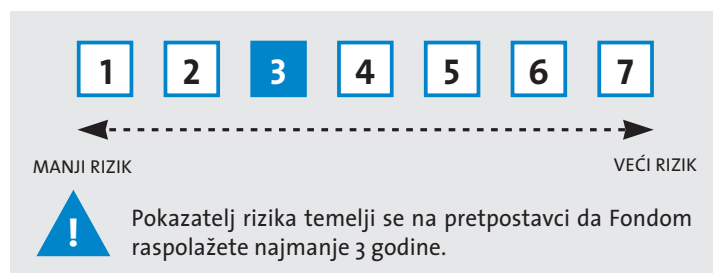 1 2 3 4 5 6 7
MANJI RIZIK VEĆI RIZIK
! Pokazatelj rizika temelji se na pretpostavci da Fondom
raspolažete najmanje 3 godine.